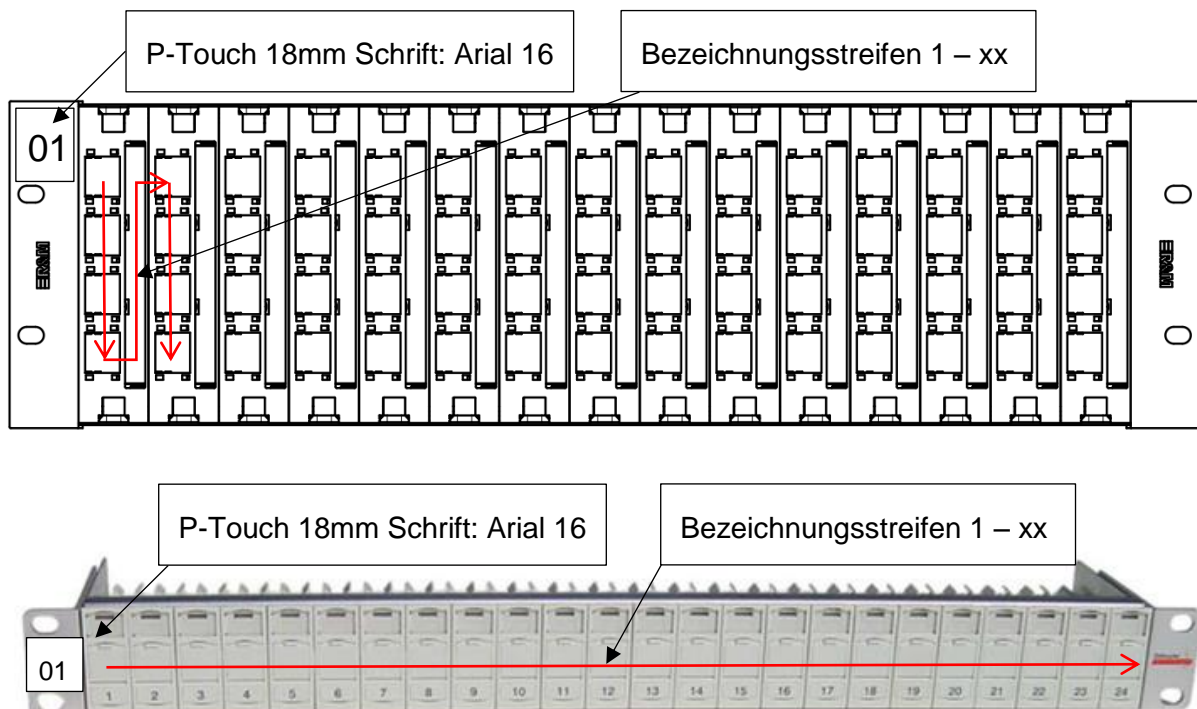 P-Touch 18mm Schrift: Arial 16
Bezeichnungsstreifen 1 – xx
01
P-Touch 18mm Schrift: Arial 16
Bezeichnungsstreifen 1 – xx
01
1 2 3 4 5 6 7 8 9 10 11 12 13 14 15 16 17 18 19 20 21 22 23 24